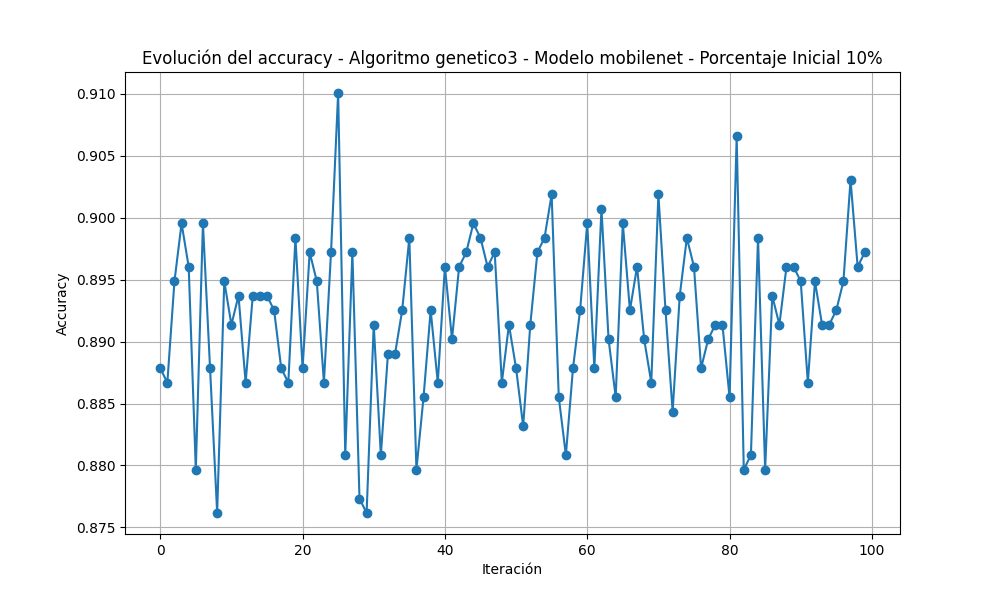 Evolución del accuracy - Algoritmo genetico3 - Modelo mobilenet - Porcentaje Inicial 10%
Accuracy
0.910
0.905
0.900
0.895
0.890
0.885
0.880
0.875
0 20 40 60 80 100
Iteración